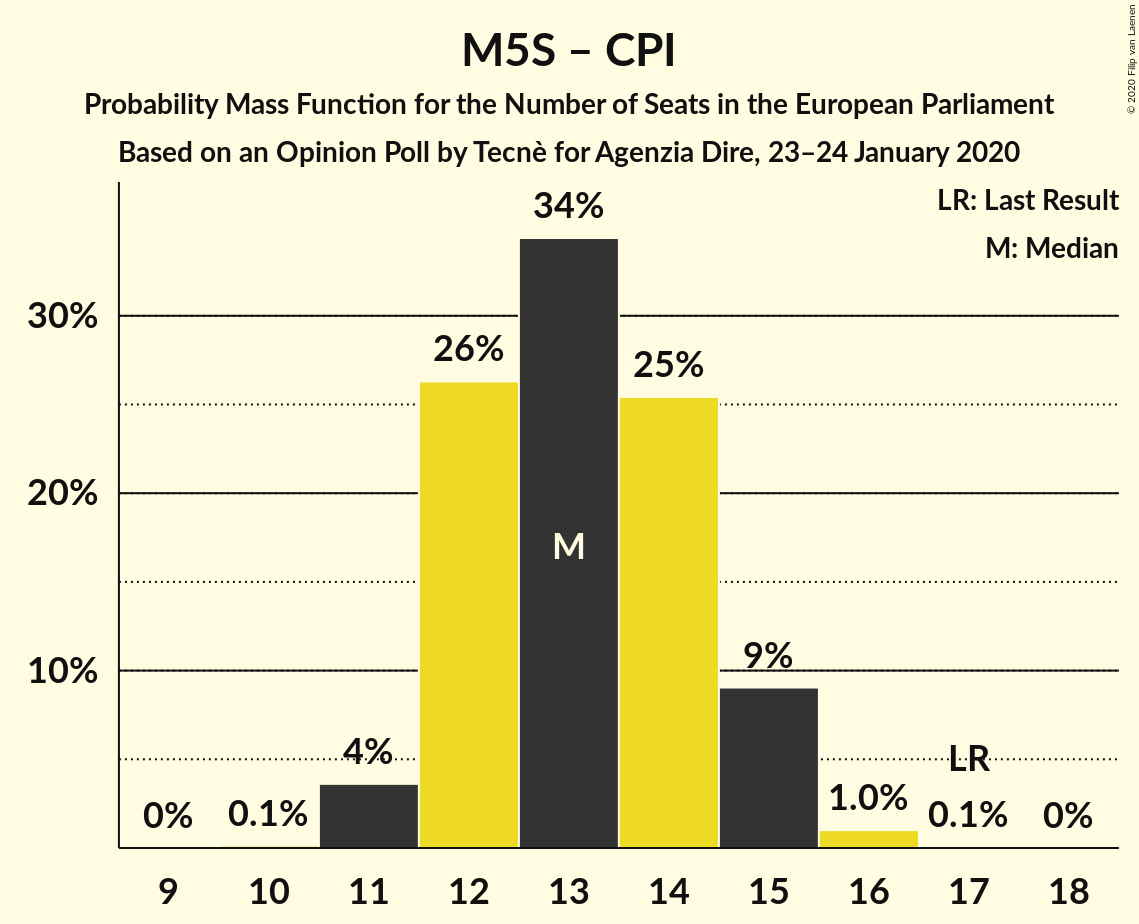 M5S – CPI
Probability Mass Function for the Number of Seats in the European Parliament
Based on an Opinion Poll by Tecnè for Agenzia Dire, 23–24 January 2020
© 2020 Filip van Laenen
LR: Last Result
M: Median
34%
30%
26%
25%
20%
M
10%
9%
4%
LR
0%
0.1%
1.0%
0.1%
0%
9 10 11 12 13 14 15 16 17 18